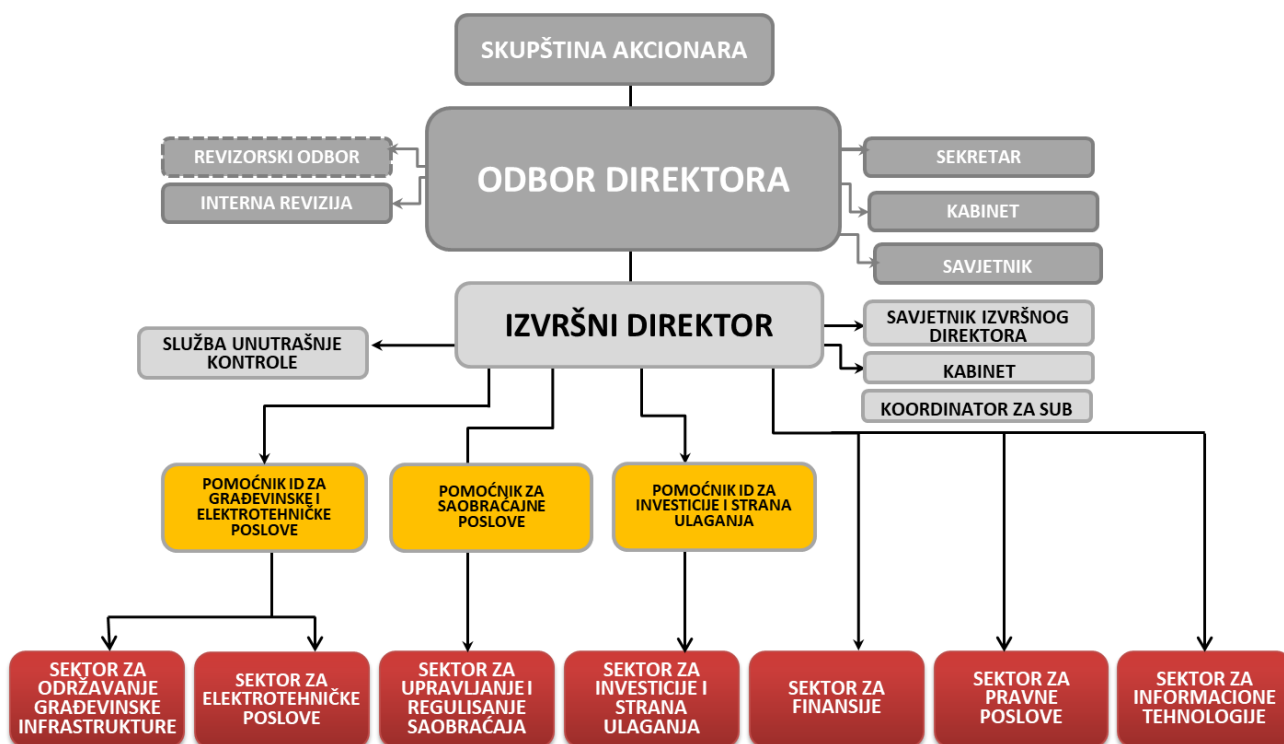 SKUPŠTINA AKCIONARA
ODBOR DIREKTORA
REVIZORSKI ODBOR
INTERNA REVIZIJA
SEKRETAR
KABINET
SAVJETNIK
IZVRŠNI DIREKTOR
SLUŽBA UNUTRAŠNJE
KONTROLE
SAVJETNIK IZVRŠNOG
DIREKTORA
KABINET
KOORDINATOR ZA SUB
POMOĆNIK ID ZA
GRAĐEVINSKE I
ELEKTROTEHNIČKE
POSLOVE
POMOĆNIK ZA
SAOBRAĆAJNE
POSLOVE
POMOĆNIK ID ZA
INVESTICIJE I STRANA
ULAGANJA
SEKTOR ZA
ODRŽAVANJE
GRAĐEVINSKE
INFRASTRUKTURE
SEKTOR ZA
ELEKTROTEHNIČKE
POSLOVE
SEKTOR ZA
UPRAVLJANJE I
REGULISANJE
SAOBRAĆAJA
SEKTOR ZA
INVESTICIJE I
STRANA
ULAGANJA
SEKTOR ZA
FINANSIJE
SEKTOR ZA
PRAVNE
POSLOVE
SEKTOR ZA
INFORMACIONE
TEHNOLOGIJE